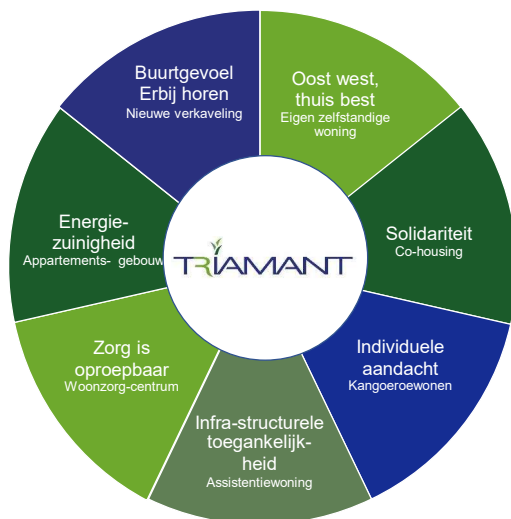 Buurtgevoel
Erbij horen
Nieuwe verkaveling
Oost west,
thuis best
Eigen zelfstandige
woning
Solidariteit
Co-housing
Individuele
aandacht
Kangoeroewonen
Infra-structurele
toegankelijk-
heid
Assistentiewoning
Zorg is
oproepbaar
Woonzorg-centrum
Energie-
zuinigheid
Appartements- gebouw
TRIAMANT